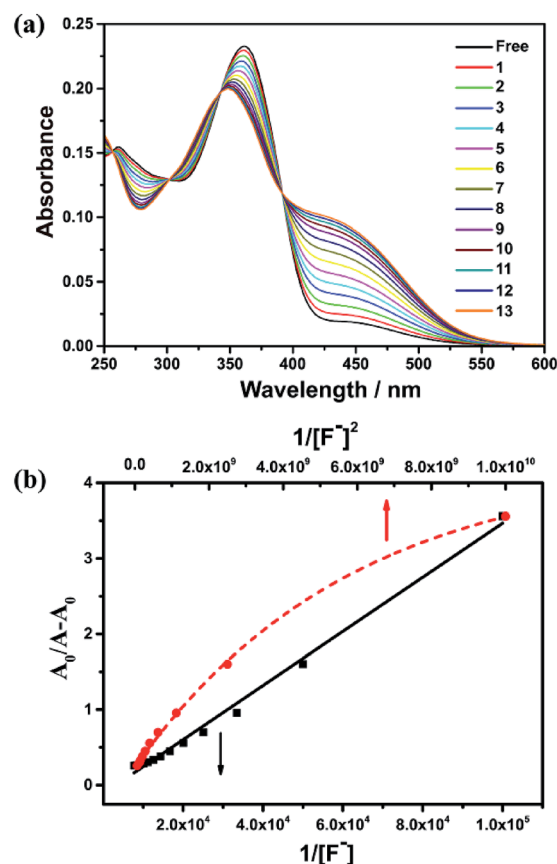 (a)
0.25
0.20
0.15
0.10
0.05
0.00
Absorbance
Free
1
2
3
4
5
6
7
8
9
10
11
12
13
250 300 350 400 450 500 550 600
Wavelength / nm
1/[F⁻]²
0.0 2.0x10⁹ 4.0x10⁹ 6.0x10⁹ 8.0x10⁹ 1.0x10¹⁰
(b)
4
3
2
1
0
A₀/A-A₀
2.0x10⁴ 4.0x10⁴ 6.0x10⁴ 8.0x10⁴ 1.0x10⁵
1/[F⁻]